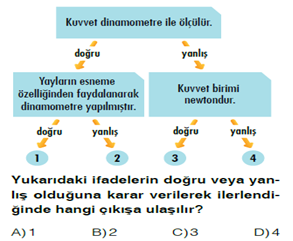 Kuvvet dinamometre ile ölçülür.
doğru yanlış
Yayların esneme Kuvvet birimi
özelliğinden faydalanarak newtondur.
dinamometre yapılmıştır.
doğru yanlış doğru yanlış
1 2 3 4
Yukarıdaki ifadelerin doğru veya yan-
lış olduğuna karar verilerek ilerlendi-
ğinde hangi çıkışa ulaşılır?
A) 1 B) 2 C) 3 D) 4